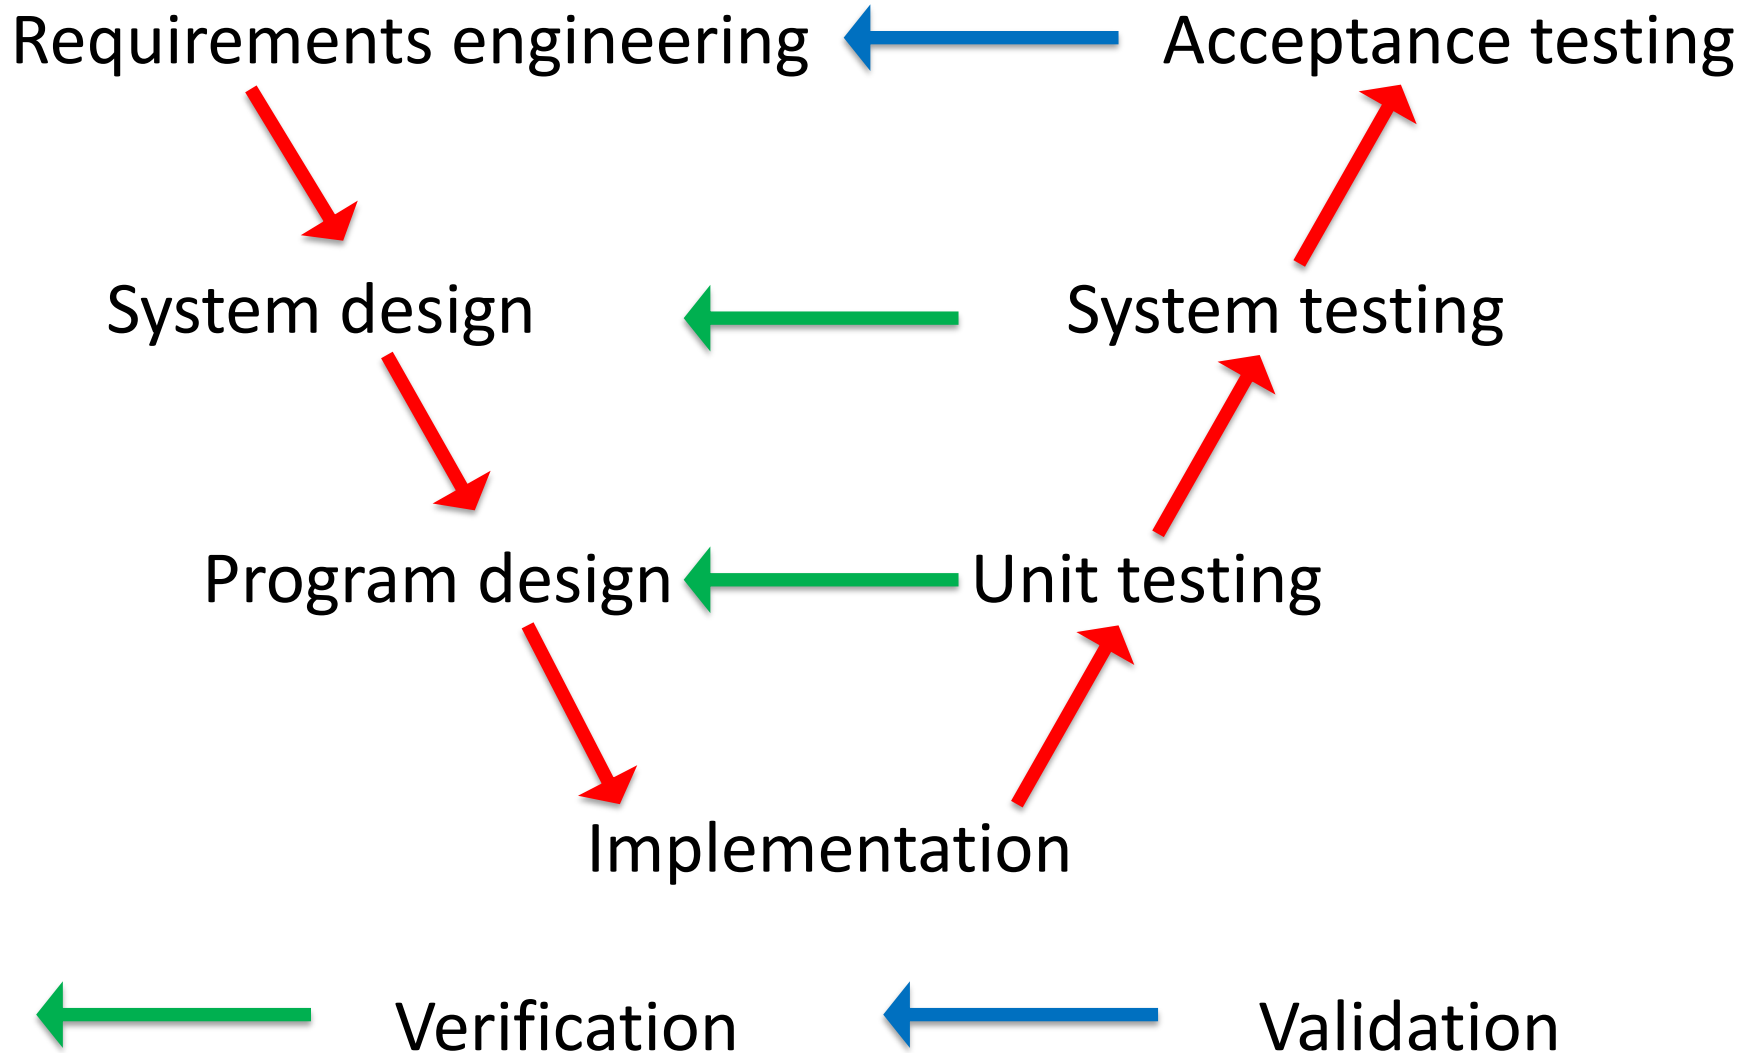 Requirements engineering
Acceptance testing
System design
System testing
Program design
Unit testing
Implementation
Verification
Validation